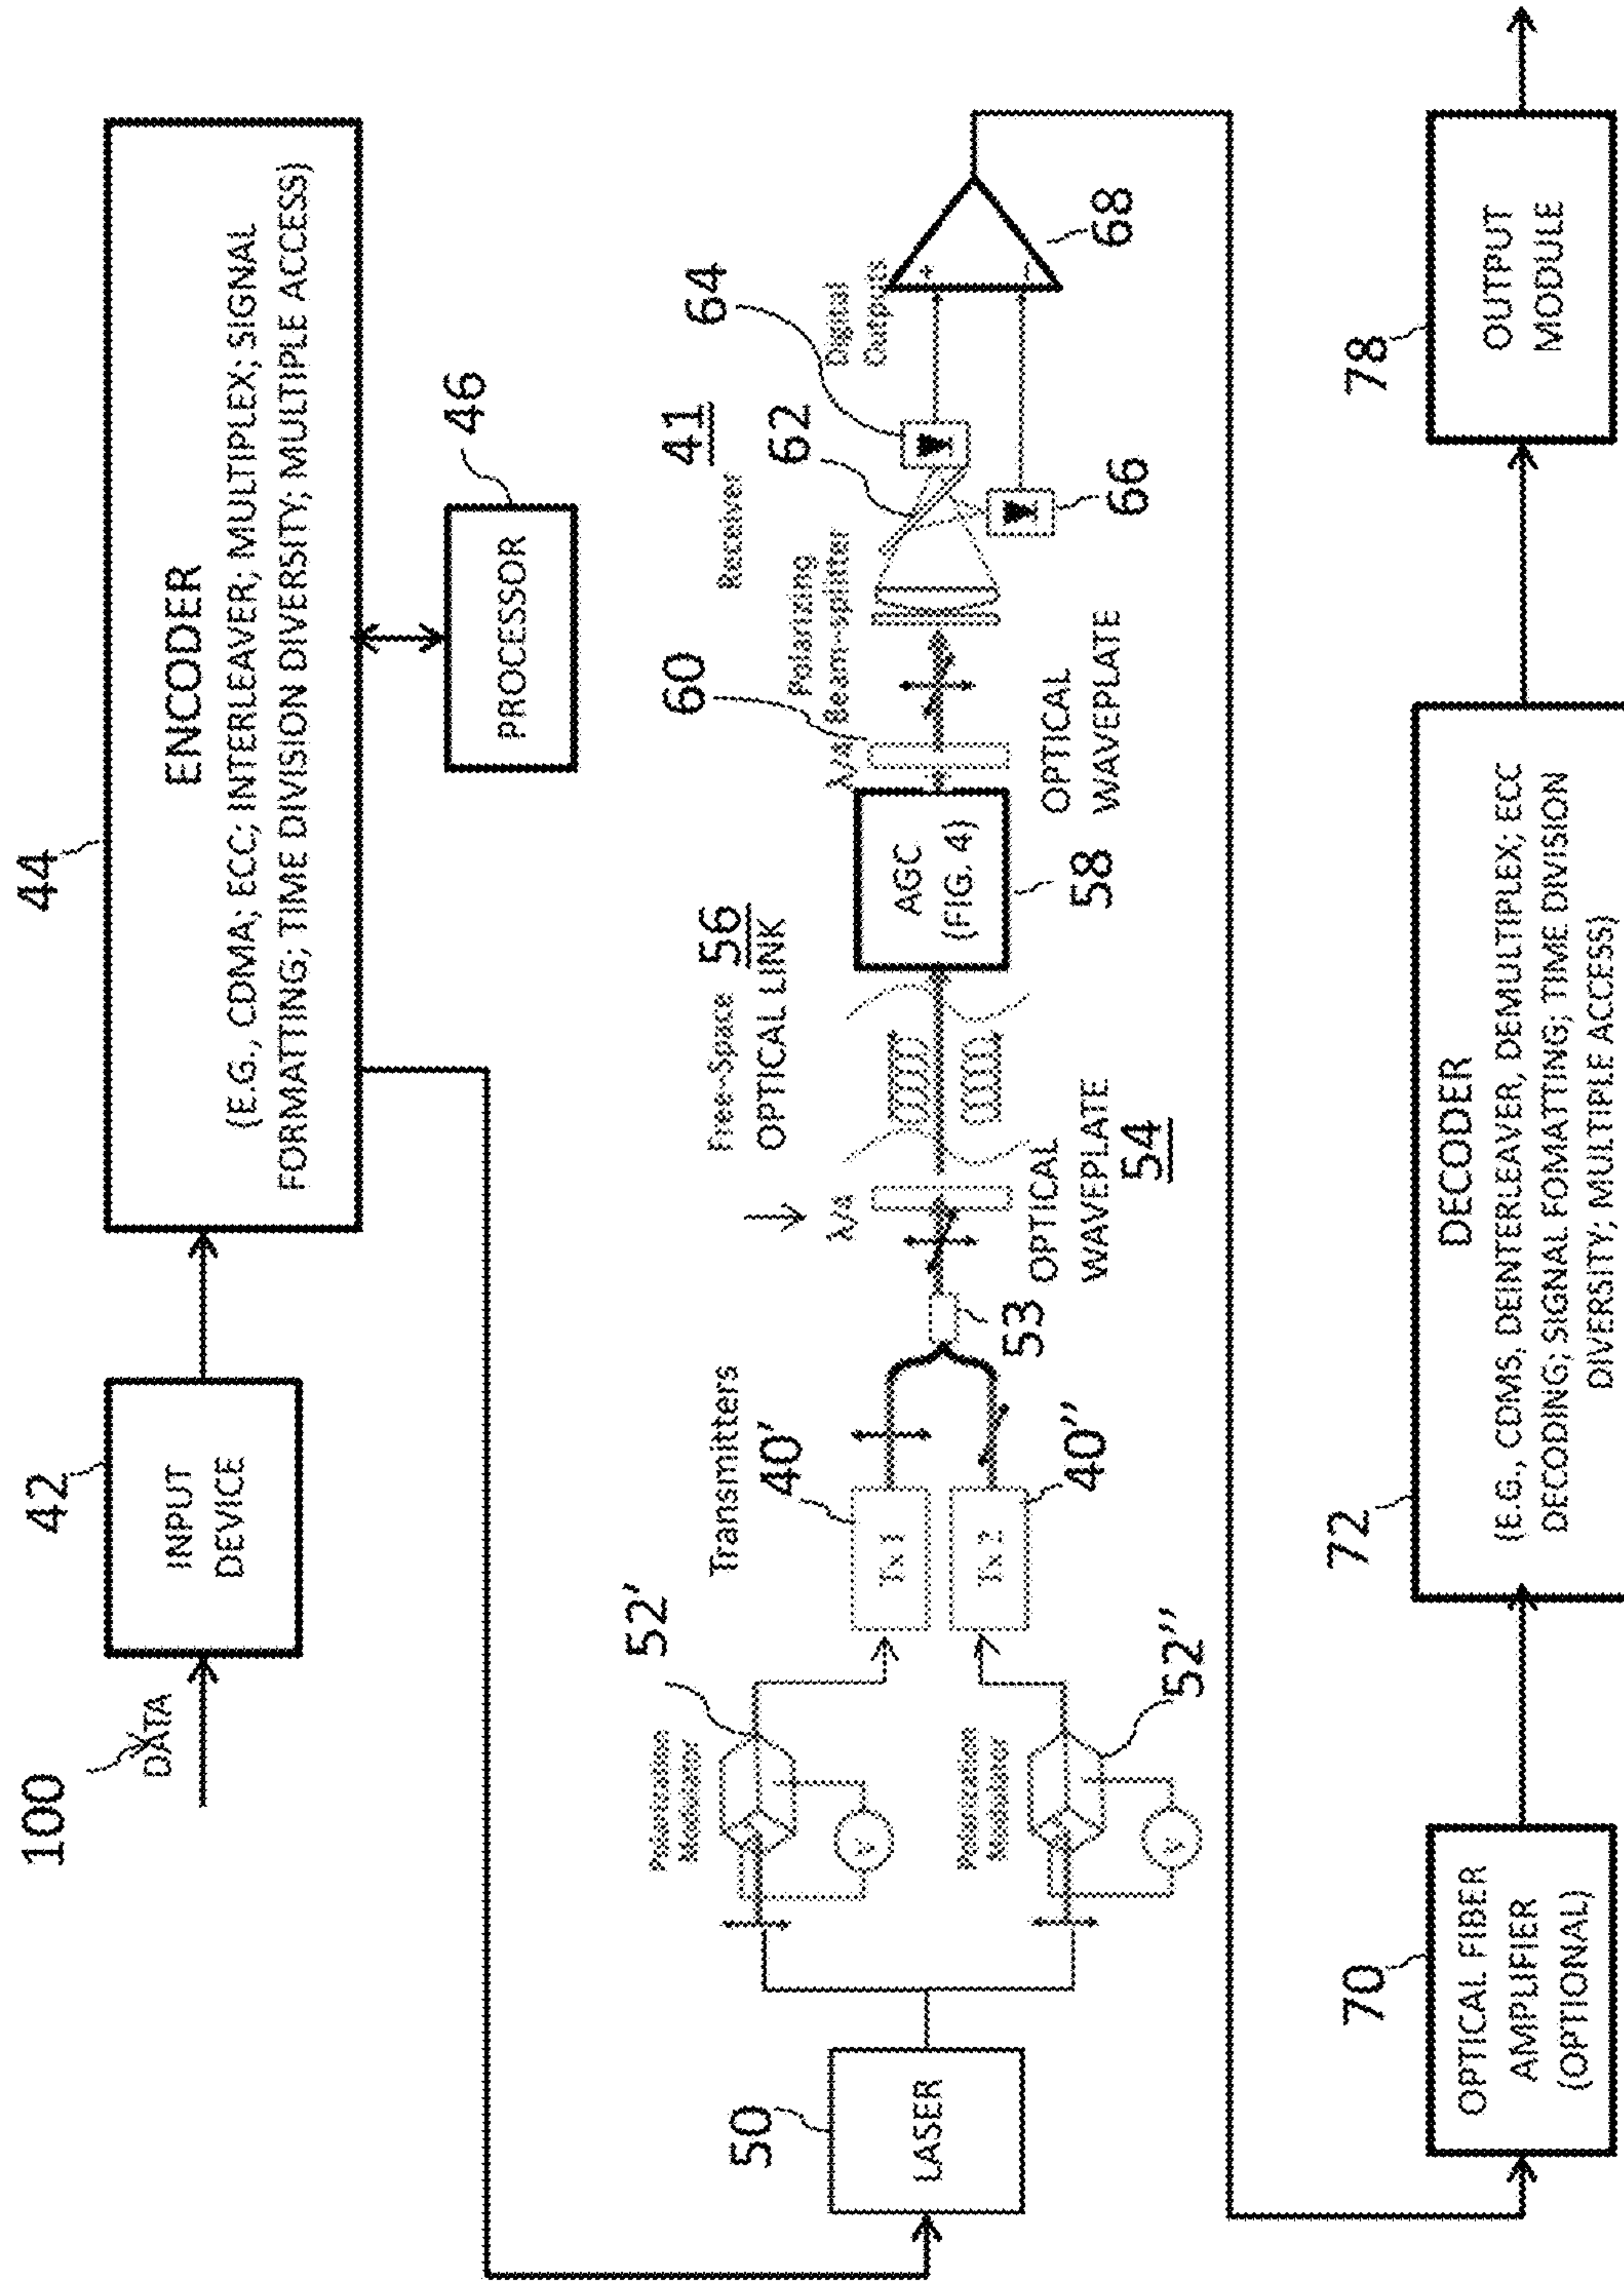 100
DATA
42
INPUT
DEVICE
44
ENCODER
(E.G., CDMA; ECC; INTERLEAVER; MULTIPLEX; SIGNAL
FORMATTING; TIME DIVISION DIVERSITY; MULTIPLE ACCESS)
46
PROCESSOR
50
LASER
52'
Polarization
Modulator
V
52''
Polarization
Modulator
V
Transmitters
40'
Tx 1
40''
Tx 2
53
λ/4
OPTICAL
WAVEPLATE
54
56
Free-Space
OPTICAL LINK
AGC
(FIG. 4)
58
60
λ/4
OPTICAL
WAVEPLATE
Polarizing
Beam-splitter
Receiver
41
62
64
66
Digital
Outputs
+
-
68
70
OPTICAL FIBER
AMPLIFIER
(OPTIONAL)
72
DECODER
(E.G., CDMS, DEINTERLEAVER, DEMULTIPLEX; ECC
DECODING; SIGNAL FOMATTING; TIME DIVISION
DIVERSITY; MULTIPLE ACCESS)
78
OUTPUT
MODULE